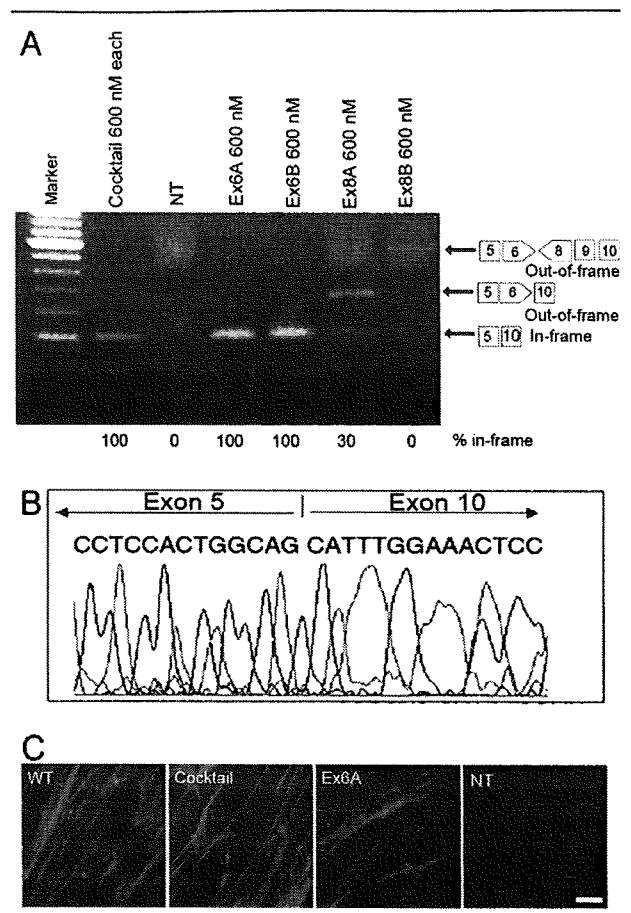 A
Marker
Cocktail 600 nM each
NT
Ex6A 600 nM
Ex6B 600 nM
Ex8A 600 nM
Ex8B 600 nM
5 6 8 9 10
Out-of-frame
5 6 10
Out-of-frame
5 10 In-frame
100 0 100 100 30 0 % in-frame
B
Exon 5 Exon 10
CCTCCACTGGCAG CATTTGGAAACTCC
C
WT Cocktail Ex6A NT